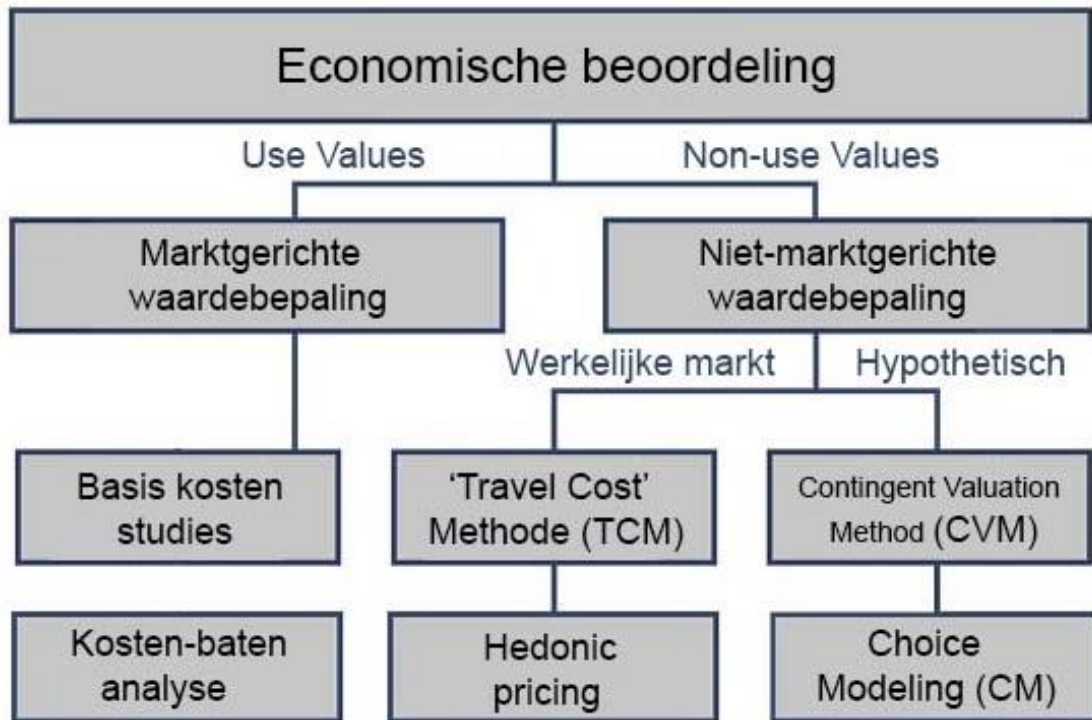 Economische beoordeling
Use Values
Non-use Values
Marktgerichte
waardebepaling
Niet-marktgerichte
waardebepaling
Werkelijke markt
Hypothetisch
Basis kosten
studies
‘Travel Cost’
Methode (TCM)
Contingent Valuation
Method (CVM)
Kosten-baten
analyse
Hedonic
pricing
Choice
Modeling (CM)